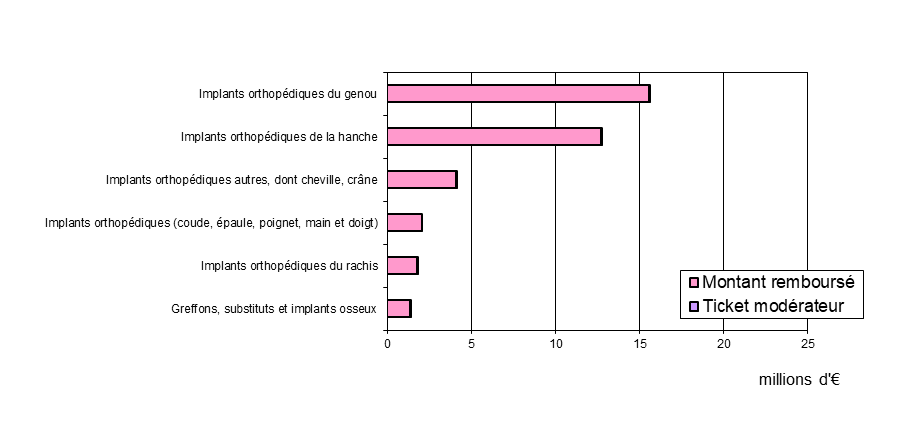 Implants orthopédiques du genou
Implants orthopédiques de la hanche
Implants orthopédiques autres, dont cheville, crâne
Implants orthopédiques (coude, épaule, poignet, main et doigt)
Implants orthopédiques du rachis
Greffons, substituts et implants osseux
Montant remboursé
Ticket modérateur
0 5 10 15 20 25
millions d'€